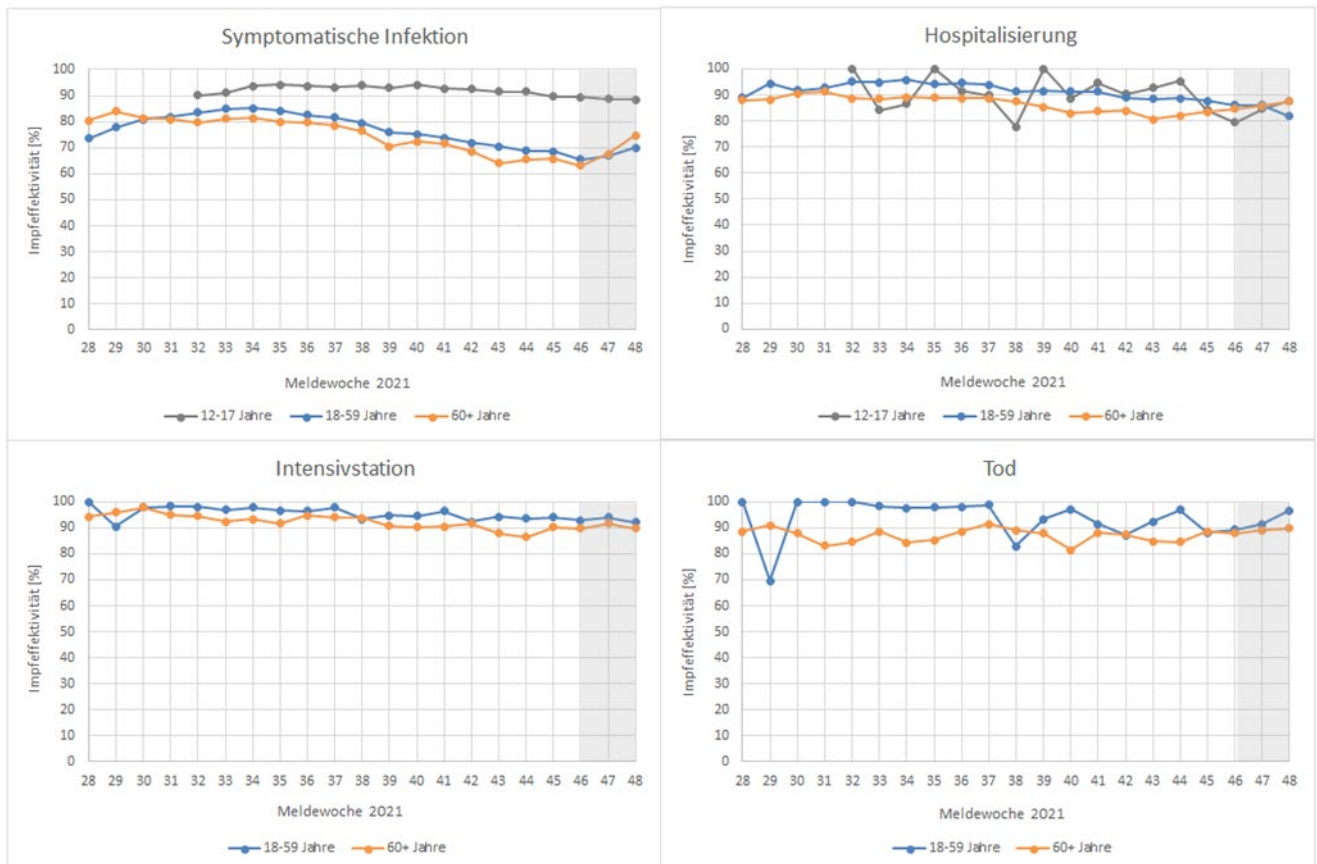 Symptomatische Infektion
Impfeffektivität [%]
100
90
80
70
60
50
40
30
20
10
0
28 29 30 31 32 33 34 35 36 37 38 39 40 41 42 43 44 45 46 47 48
Meldewoche 2021
12-17 Jahre 18-59 Jahre 60+ Jahre
Hospitalisierung
Impfeffektivität [%]
100
90
80
70
60
50
40
30
20
10
0
28 29 30 31 32 33 34 35 36 37 38 39 40 41 42 43 44 45 46 47 48
Meldewoche 2021
12-17 Jahre 18-59 Jahre 60+ Jahre
Intensivstation
Impfeffektivität [%]
100
90
80
70
60
50
40
30
20
10
0
28 29 30 31 32 33 34 35 36 37 38 39 40 41 42 43 44 45 46 47 48
Meldewoche 2021
18-59 Jahre 60+ Jahre
Tod
Impfeffektivität [%]
100
90
80
70
60
50
40
30
20
10
0
28 29 30 31 32 33 34 35 36 37 38 39 40 41 42 43 44 45 46 47 48
Meldewoche 2021
18-59 Jahre 60+ Jahre